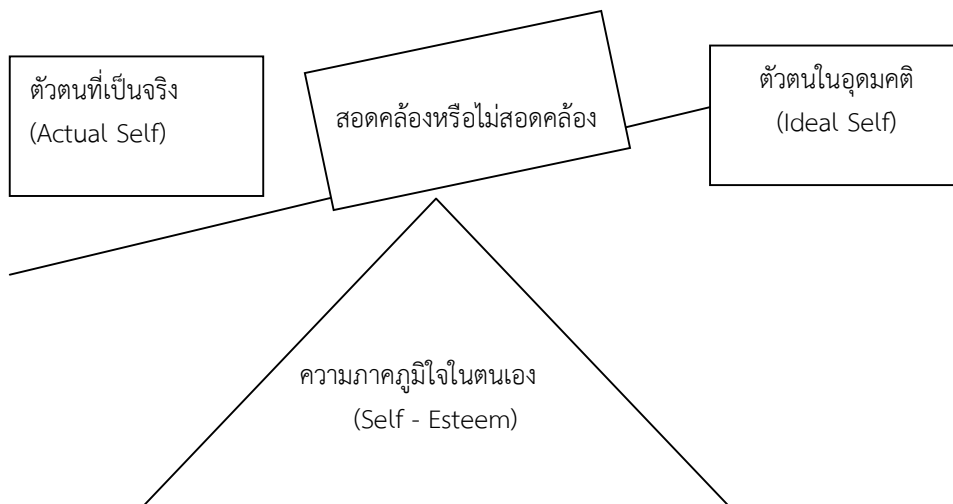 ตัวตนที่เป็นจริง
(Actual Self)
สอดคล้องหรือไม่สอดคล้อง
ตัวตนในอุดมคติ
(Ideal Self)
ความภาคภูมิใจในตนเอง
(Self - Esteem)